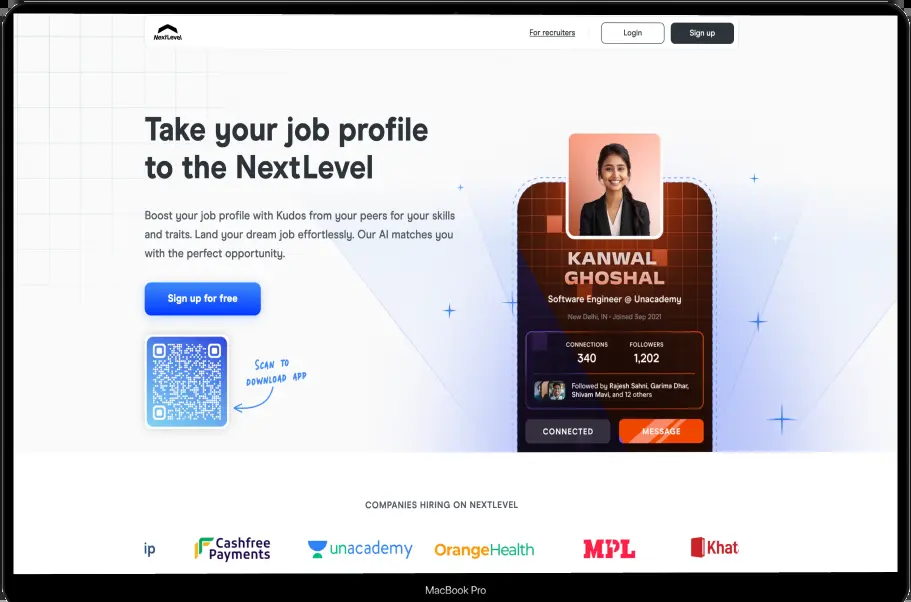 NextLevel
For recruiters
Login
Sign up
Take your job profile
to the NextLevel
Boost your job profile with Kudos from your peers for your skills
and traits. Land your dream job effortlessly. Our AI matches you
with the perfect opportunity.
Sign up for free
SCAN TO
DOWNLOAD APP
KANWAL
GHOSHAL
Software Engineer @ Unacademy
New Delhi, IN • Joined Sep 2021
CONNECTIONS
340
FOLLOWERS
1,202
Followed by Rajesh Sahni, Garima Dhar,
Shivam Mavi, and 12 others
CONNECTED
MESSAGE
COMPANIES HIRING ON NEXTLEVEL
ip
Cashfree
Payments
unacademy
OrangeHealth
MPL
Khat
MacBook Pro